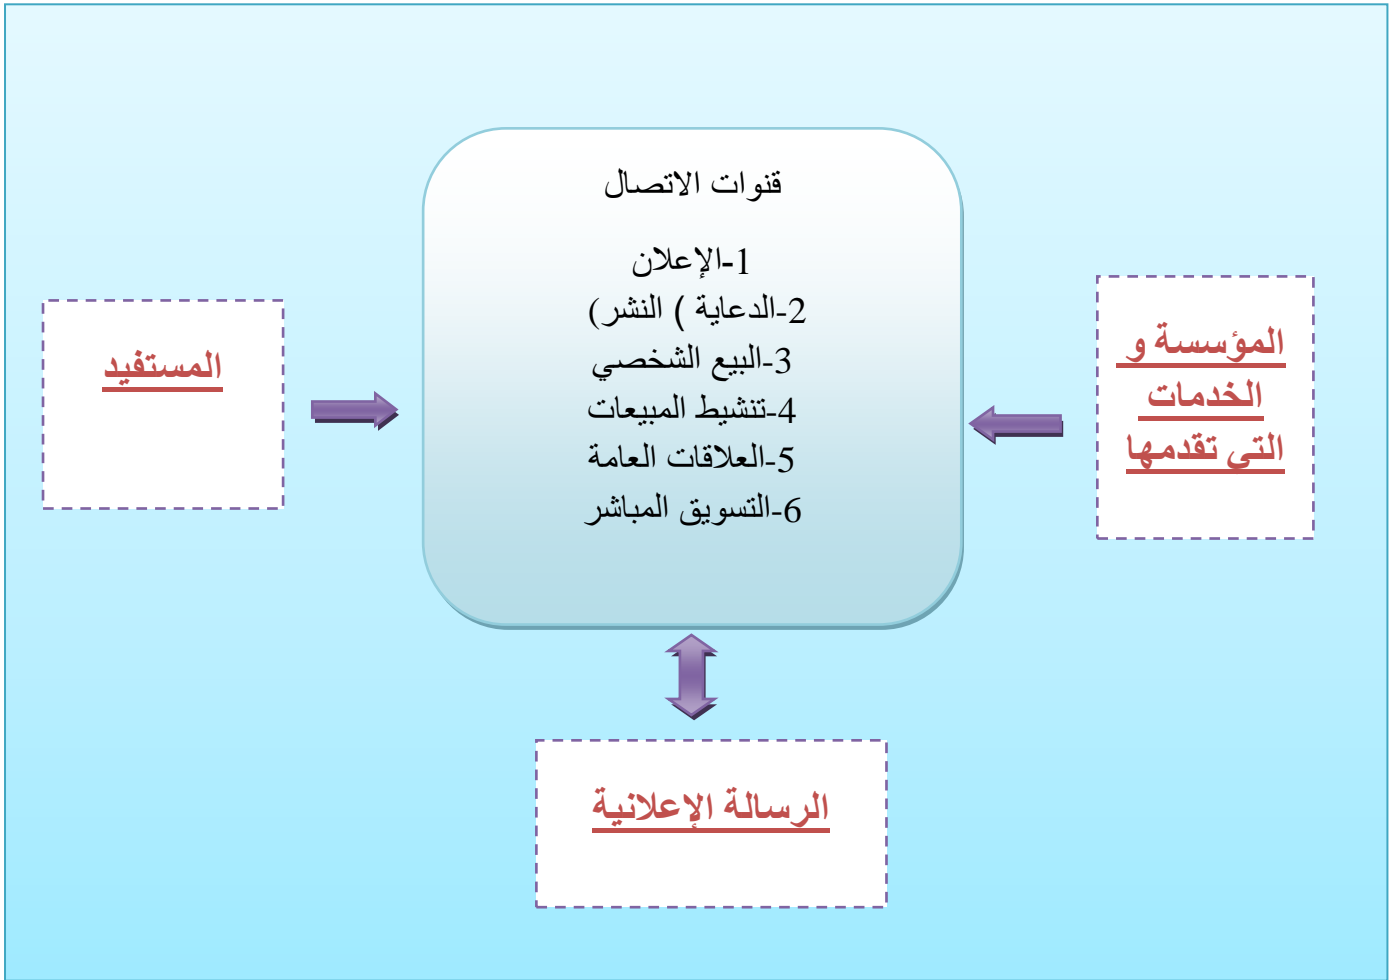 قنوات الاتصال
1-الإعلان
2-الدعاية ) النشر)
3-البيع الشخصي
4-تنشيط المبيعات
5-العلاقات العامة
6-التسويق المباشر
المؤسسة و
الخدمات
التي تقدمها
المستفيد
الرسالة الإعلانية